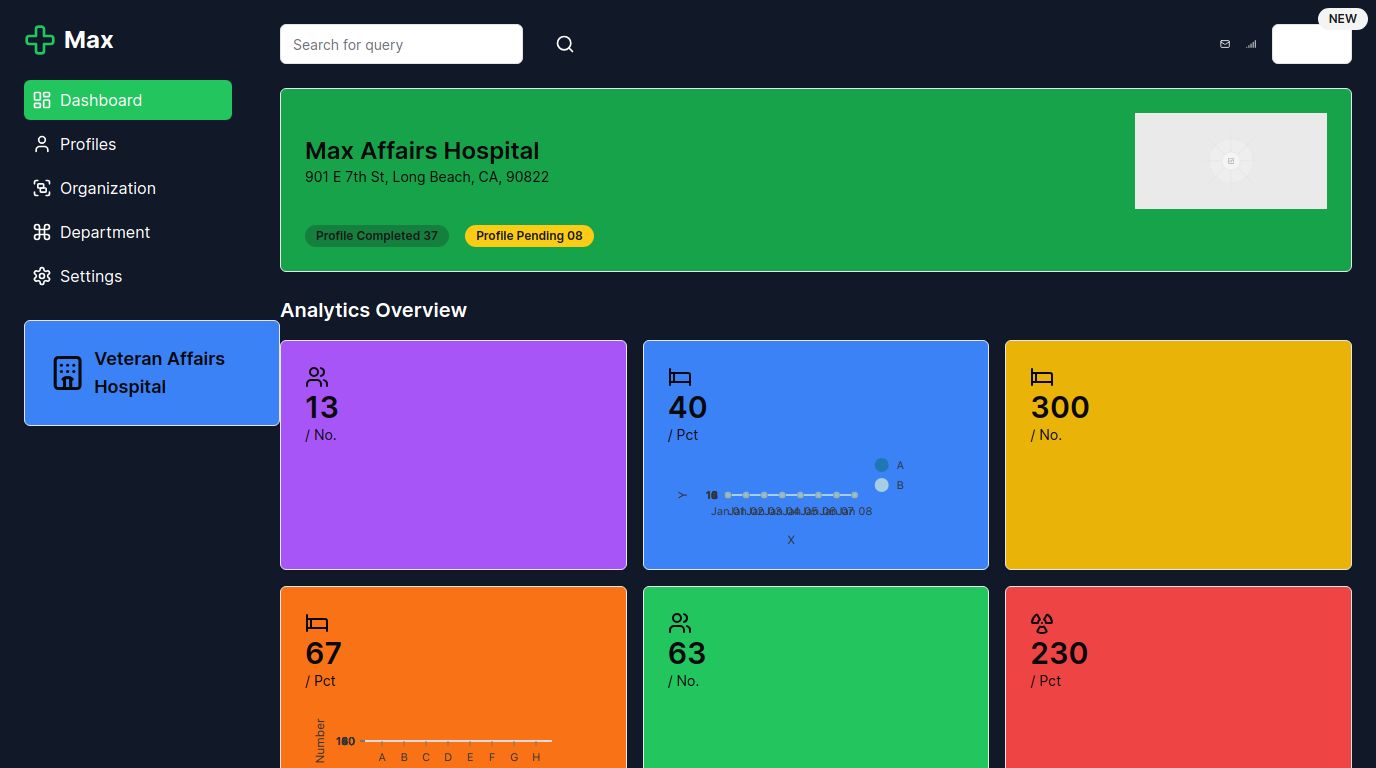 Max
Search for query
NEW
Dashboard
Profiles
Organization
Department
Settings
Veteran Affairs
Hospital
Max Affairs Hospital
901 E 7th St, Long Beach, CA, 90822
Profile Completed 37
Profile Pending 08
Analytics Overview
13
/ No.
40
/ Pct
A
B
Y
Jan 08
X
300
/ No.
67
/ Pct
Number
A B C D E F G H
63
/ No.
230
/ Pct